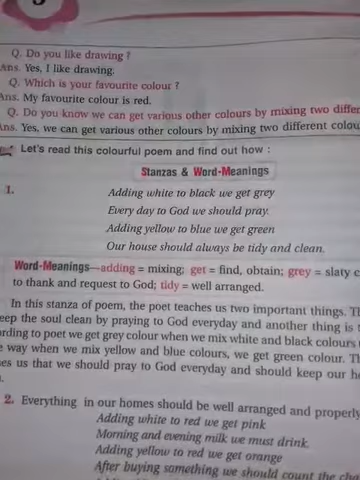 Q. Do you like drawing ?
Ans. Yes, I like drawing.
Q. Which is your favourite colour ?
Ans. My favourite colour is red.
Q. Do you know we can get various other colours by mixing two differ
Ans. Yes, we can get various other colours by mixing two different colou
Let's read this colourful poem and find out how :
Stanzas & Word-Meanings
1. Adding white to black we get grey
Every day to God we should pray.
Adding yellow to blue we get green
Our house should always be tidy and clean.
Word-Meanings—adding = mixing; get = find, obtain; grey = slaty c
to thank and request to God; tidy = well arranged.
In this stanza of poem, the poet teaches us two important things. Th
eep the soul clean by praying to God everyday and another thing is t
ording to poet we get grey colour when we mix white and black colours
e way when we mix yellow and blue colours, we get green colour. Th
es us that we should pray to God everyday and should keep our h
2. Everything in our homes should be well arranged and properly
Adding white to red we get pink
Morning and evening milk we must drink.
Adding yellow to red we get orange
After buying something we should count the cha